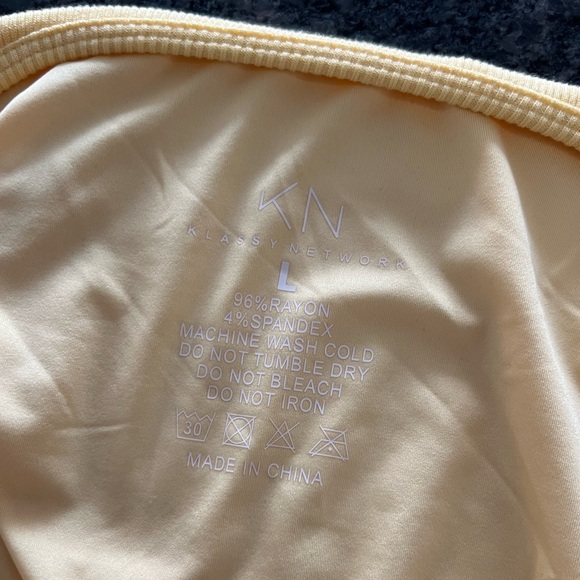 KN
KLASSY NETWORK
L
96%RAYON
4%SPANDEX
MACHINE WASH COLD
DO NOT TUMBLE DRY
DO NOT BLEACH
DO NOT IRON
30
MADE IN CHINA